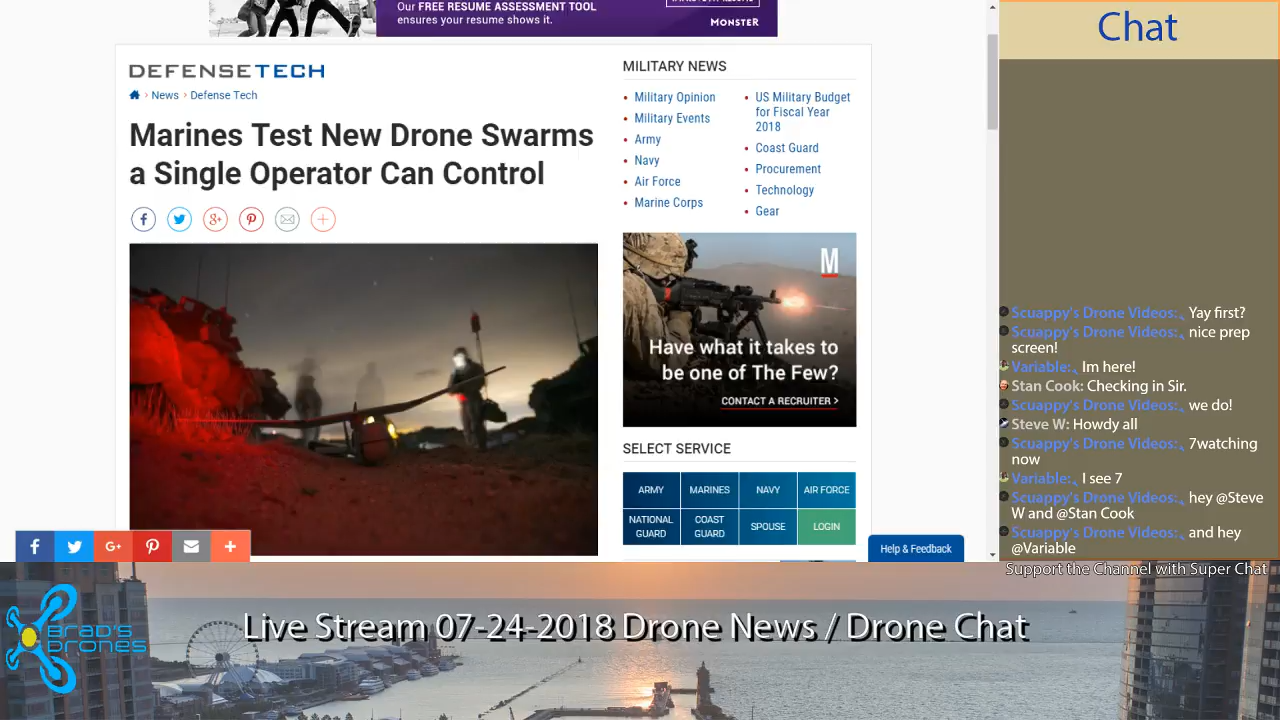 Our FREE RESUME ASSESSMENT TOOL
ensures your resume shows it.
MONSTER
DEFENSETECH
News › Defense Tech
Marines Test New Drone Swarms
a Single Operator Can Control
MILITARY NEWS
• Military Opinion
• Military Events
• Army
• Navy
• Air Force
• Marine Corps
• US Military Budget
for Fiscal Year
2018
• Coast Guard
• Procurement
• Technology
• Gear
M
Have what it takes to
be one of The Few?
CONTACT A RECRUITER >
SELECT SERVICE
ARMY
MARINES
NAVY
AIR FORCE
NATIONAL
GUARD
COAST
GUARD
SPOUSE
LOGIN
Help & Feedback
Chat
Scuappy's Drone Videos: Yay first?
Scuappy's Drone Videos: nice prep
screen!
Variable: Im here!
Stan Cook: Checking in Sir.
Scuappy's Drone Videos: we do!
Steve W: Howdy all
Scuappy's Drone Videos: 7watching
now
Variable: I see 7
Scuappy's Drone Videos: hey @Steve
W and @Stan Cook
Scuappy's Drone Videos: and hey
@Variable
Support the Channel with Super Chat
BRAD'S
DRONES
Live Stream 07-24-2018 Drone News / Drone Chat